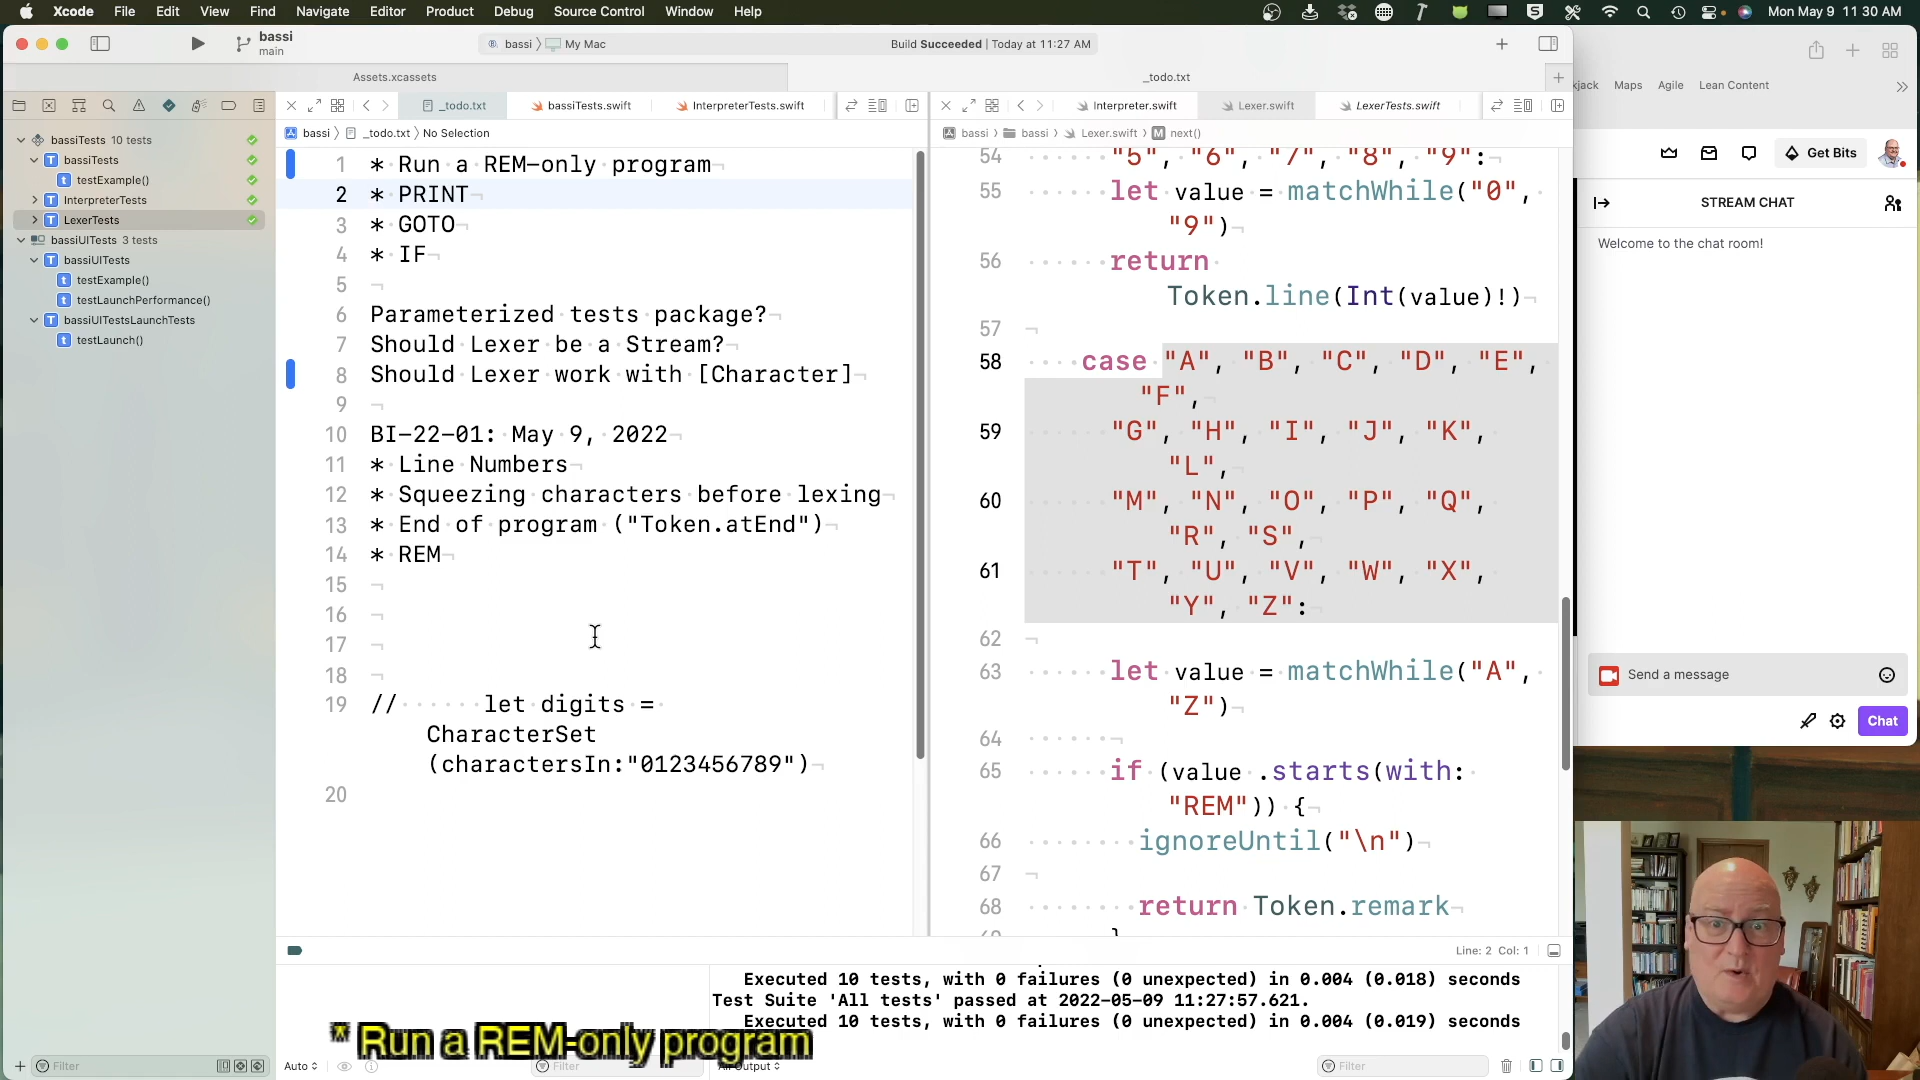 Xcode File Edit View Find Navigate Editor Product Debug Source Control Window Help
Mon May 9 11 30 AM
bassi
main
bassi My Mac
Build Succeeded | Today at 11:27 AM
Assets.xcassets
_todo.txt
kjack Maps Agile Lean Content
_todo.txt bassiTests.swift InterpreterTests.swift
Interpreter.swift Lexer.swift LexerTests.swift
bassi _todo.txt No Selection
bassi bassi Lexer.swift M next()
bassiTests 10 tests
T bassiTests
t testExample()
T InterpreterTests
T LexerTests
bassiUITests 3 tests
T bassiUITests
t testExample()
t testLaunchPerformance()
T bassiUITestsLaunchTests
t testLaunch()
1 * Run a REM-only program
2 * PRINT
3 * GOTO
4 * IF
5
6 Parameterized tests package?
7 Should Lexer be a Stream?
8 Should Lexer work with [Character]
9
10 BI-22-01: May 9, 2022
11 * Line Numbers
12 * Squeezing characters before lexing
13 * End of program ("Token.atEnd")
14 * REM
15
16
17
18
19 // let digits =
CharacterSet
(charactersIn:"0123456789")
20
54 "5", "6", "7", "8", "9":
55 let value = matchWhile("0",
"9")
56 return
Token.line(Int(value)!)
57
58 case "A", "B", "C", "D", "E",
"F",
59 "G", "H", "I", "J", "K",
"L",
60 "M", "N", "O", "P", "Q",
"R", "S",
61 "T", "U", "V", "W", "X",
"Y", "Z":
62
63 let value = matchWhile("A",
"Z")
64
65 if (value .starts(with:
"REM")) {
66 ignoreUntil("\n")
67
68 return Token.remark
Line: 2 Col: 1
Executed 10 tests, with 0 failures (0 unexpected) in 0.004 (0.018) seconds
Test Suite 'All tests' passed at 2022-05-09 11:27:57.621.
Executed 10 tests, with 0 failures (0 unexpected) in 0.004 (0.019) seconds
* Run a REM-only program
Filter
Auto
Filter
Output
Filter
Get Bits
STREAM CHAT
Welcome to the chat room!
Send a message
Chat